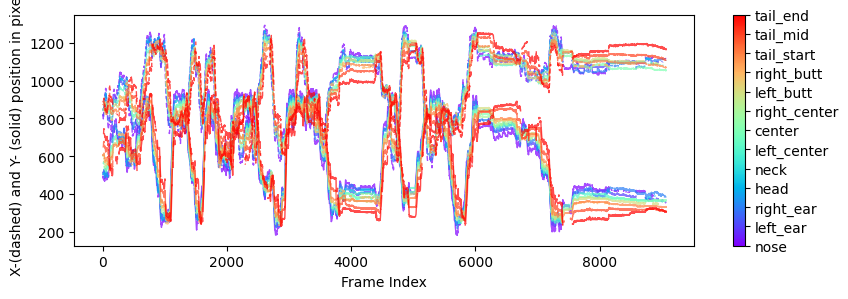 X-(dashed) and Y- (solid) position in pixe
1200
1000
800
600
400
200
0
2000
4000
6000
8000
Frame Index
tail_end
tail_mid
tail_start
right_butt
left_butt
right_center
center
left_center
neck
head
right_ear
left_ear
nose